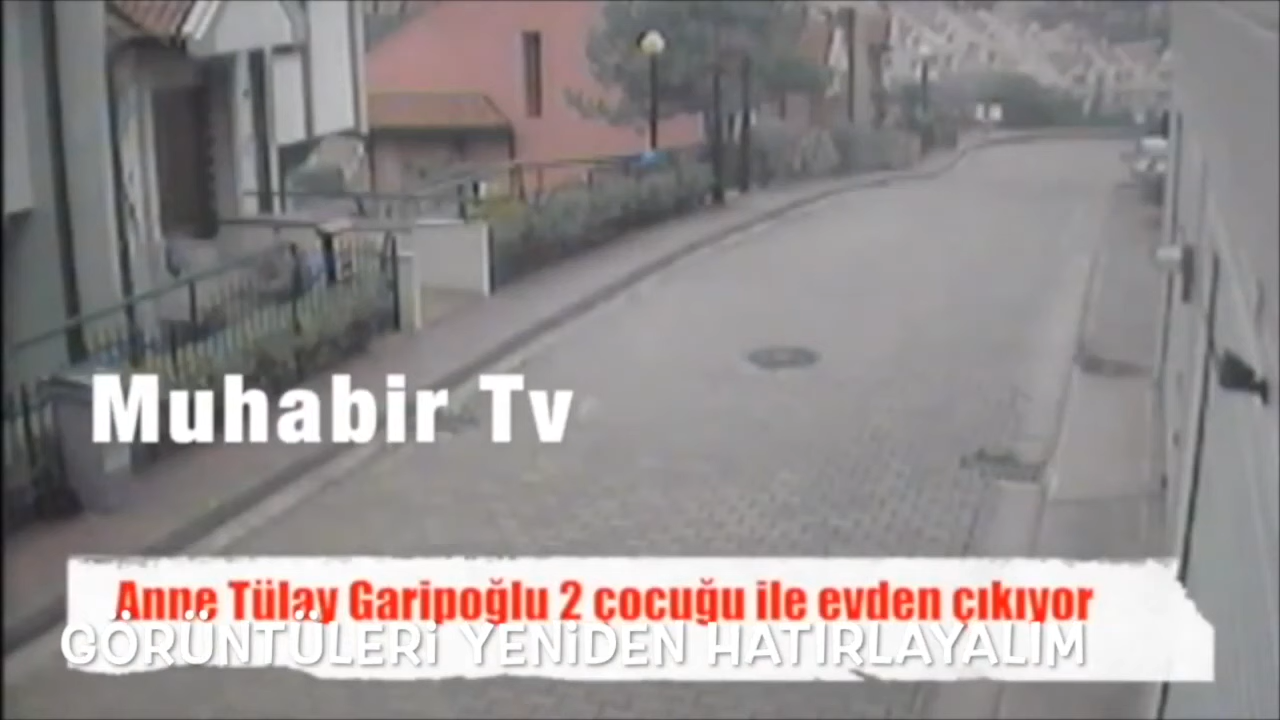 Muhabir Tv
Anne Tülay Garipoğlu 2 çocuğu ile evden çıkıyor
GÖRÜNTÜLERİ YENİDEN HATIRLAYALIM